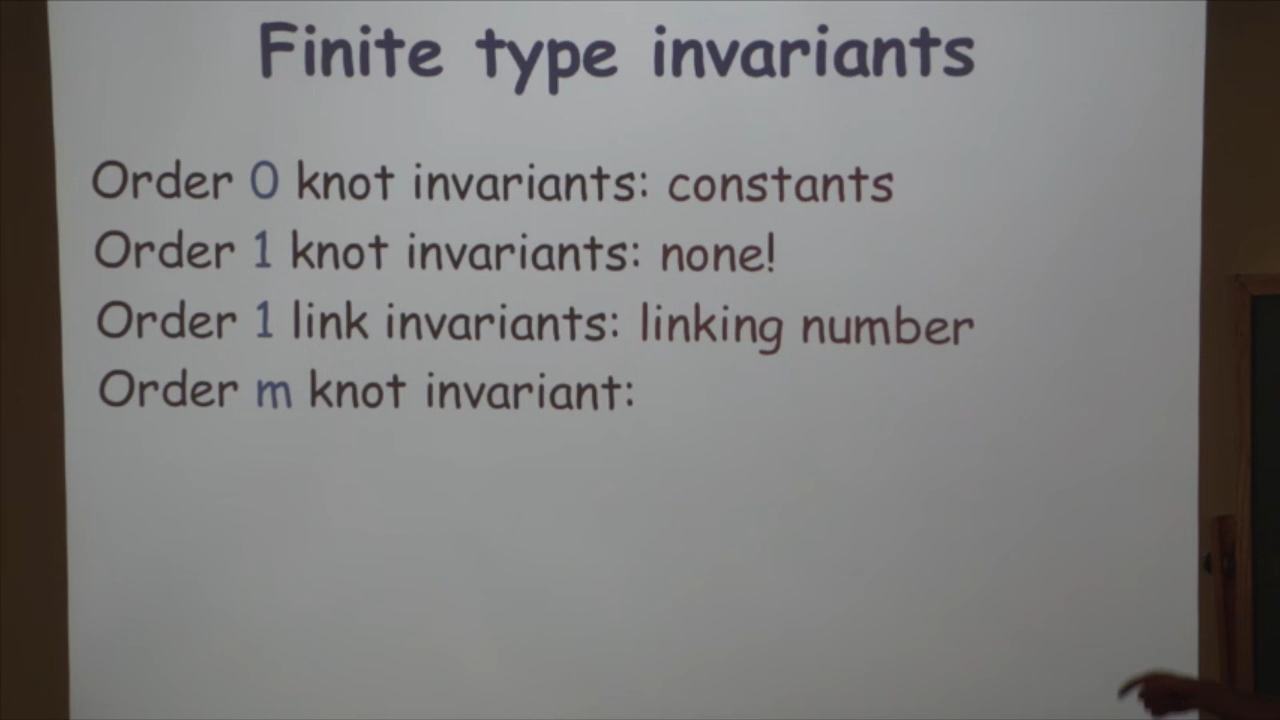 Finite type invariants
Order 0 knot invariants: constants
Order 1 knot invariants: none!
Order 1 link invariants: linking number
Order m knot invariant: